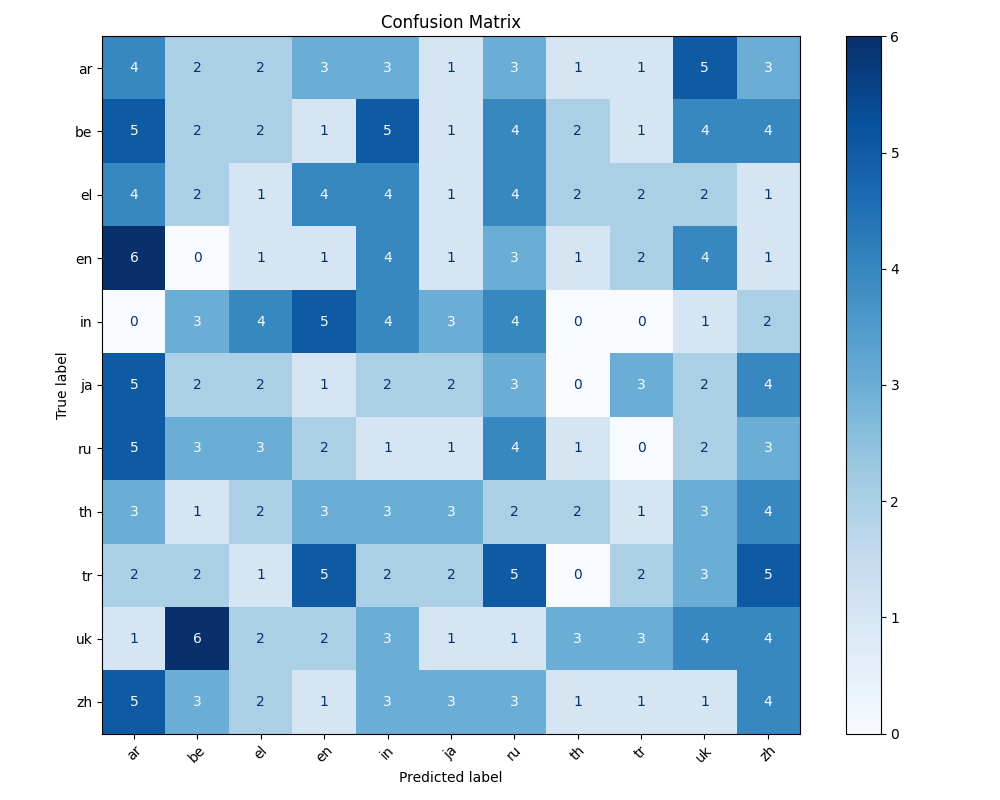 Confusion Matrix
ar 4 2 2 3 3 1 3 1 1 5 3
be 5 2 2 1 5 1 4 2 1 4 4
el 4 2 1 4 4 1 4 2 2 2 1
en 6 0 1 1 4 1 3 1 2 4 1
in 0 3 4 5 4 3 4 0 0 1 2
ja 5 2 2 1 2 2 3 0 3 2 4
ru 5 3 3 2 1 1 4 1 0 2 3
th 3 1 2 3 3 3 2 2 1 3 4
tr 2 2 1 5 2 2 5 0 2 3 5
uk 1 6 2 2 3 1 1 3 3 4 4
zh 5 3 2 1 3 3 3 1 1 1 4
ar be el en in ja ru th tr uk zh
Predicted label
True label
6
5
4
3
2
1
0